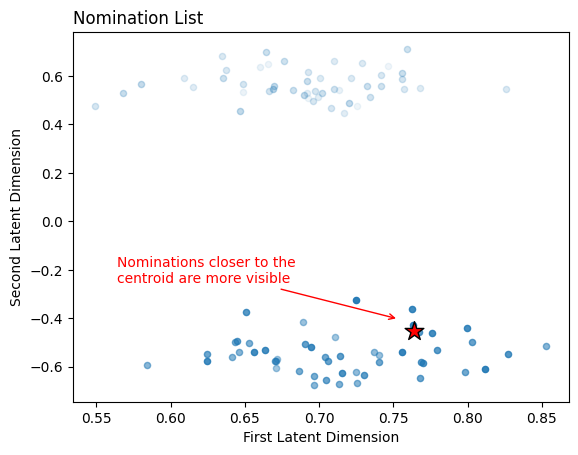 Nomination List
Second Latent Dimension
0.6
0.4
0.2
0.0
−0.2
−0.4
−0.6
Nominations closer to the
centroid are more visible
0.55 0.60 0.65 0.70 0.75 0.80 0.85
First Latent Dimension